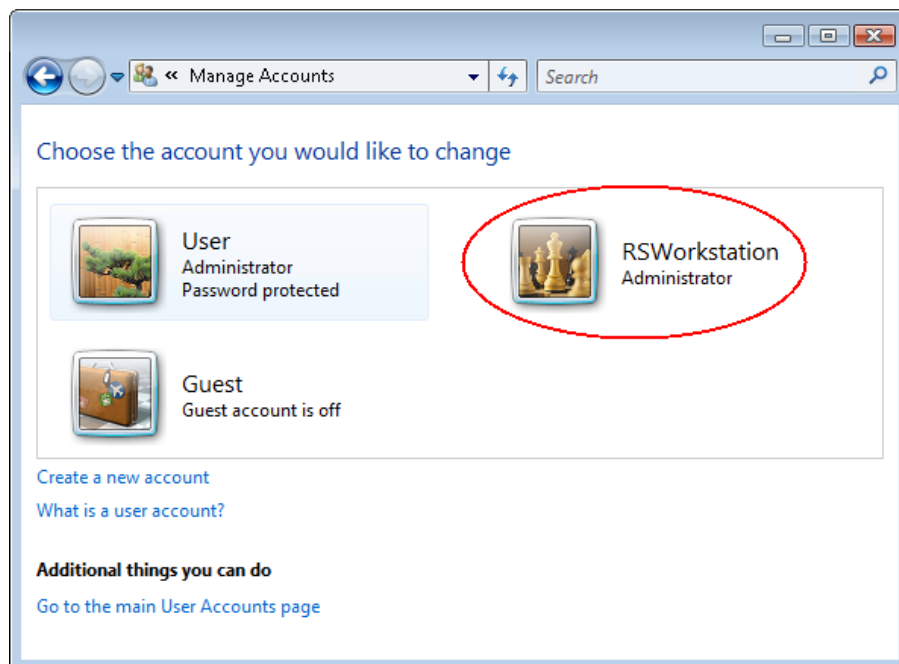 « Manage Accounts
Search
Choose the account you would like to change
User
Administrator
Password protected
RSWorkstation
Administrator
Guest
Guest account is off
Create a new account
What is a user account?
Additional things you can do
Go to the main User Accounts page